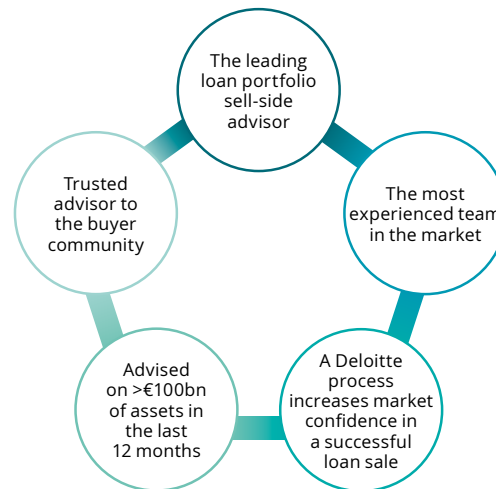 The leading
loan portfolio
sell-side
advisor
The most
experienced team
in the market
A Deloitte
process
increases market
confidence in
a successful
loan sale
Advised
on >€100bn
of assets in
the last
12 months
Trusted
advisor to
the buyer
community